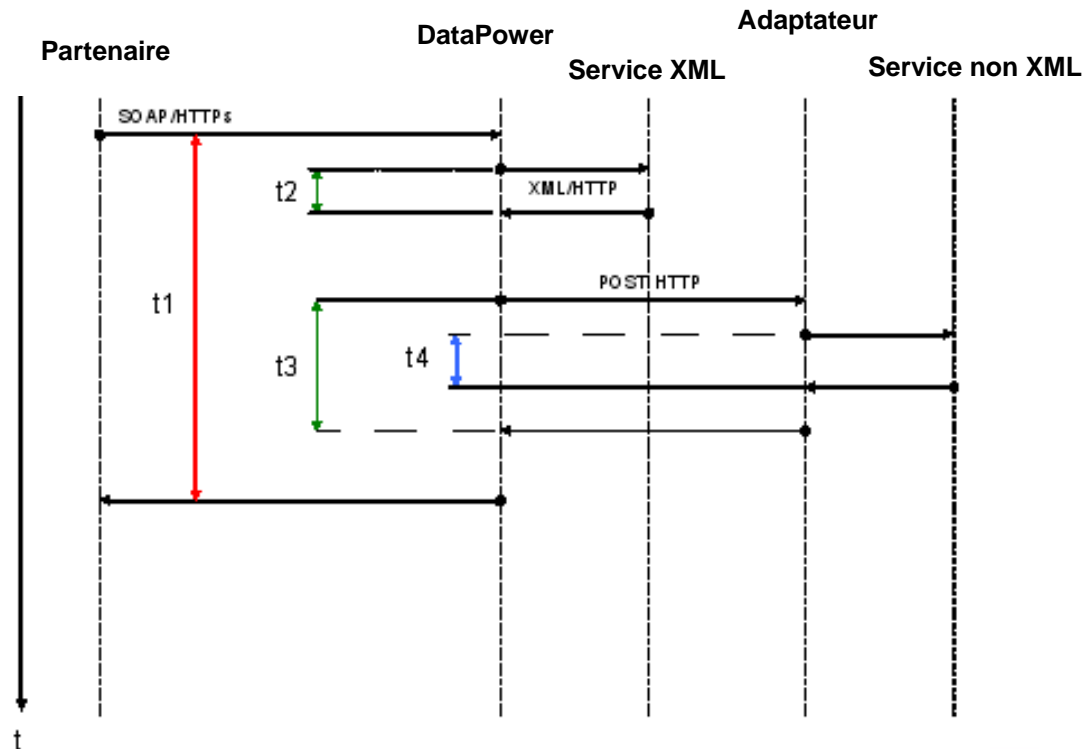 Partenaire
DataPower
Service XML
Adaptateur
Service non XML
SOAP/HTTPs
t2
XML/HTTP
t1
POST HTTP
t3
t4
t